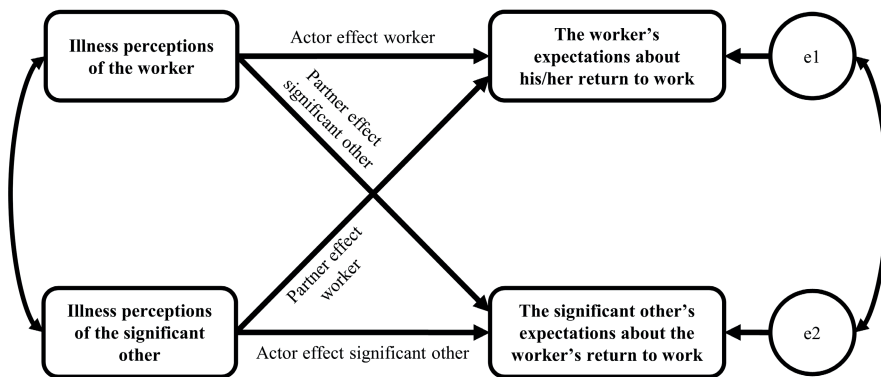 Illness perceptions
of the worker
Actor effect worker
The worker's
expectations about
his/her return to work
e1
Partner effect
significant other
Partner effect
worker
Illness perceptions
of the significant
other
Actor effect significant other
The significant other's
expectations about the
worker's return to work
e2